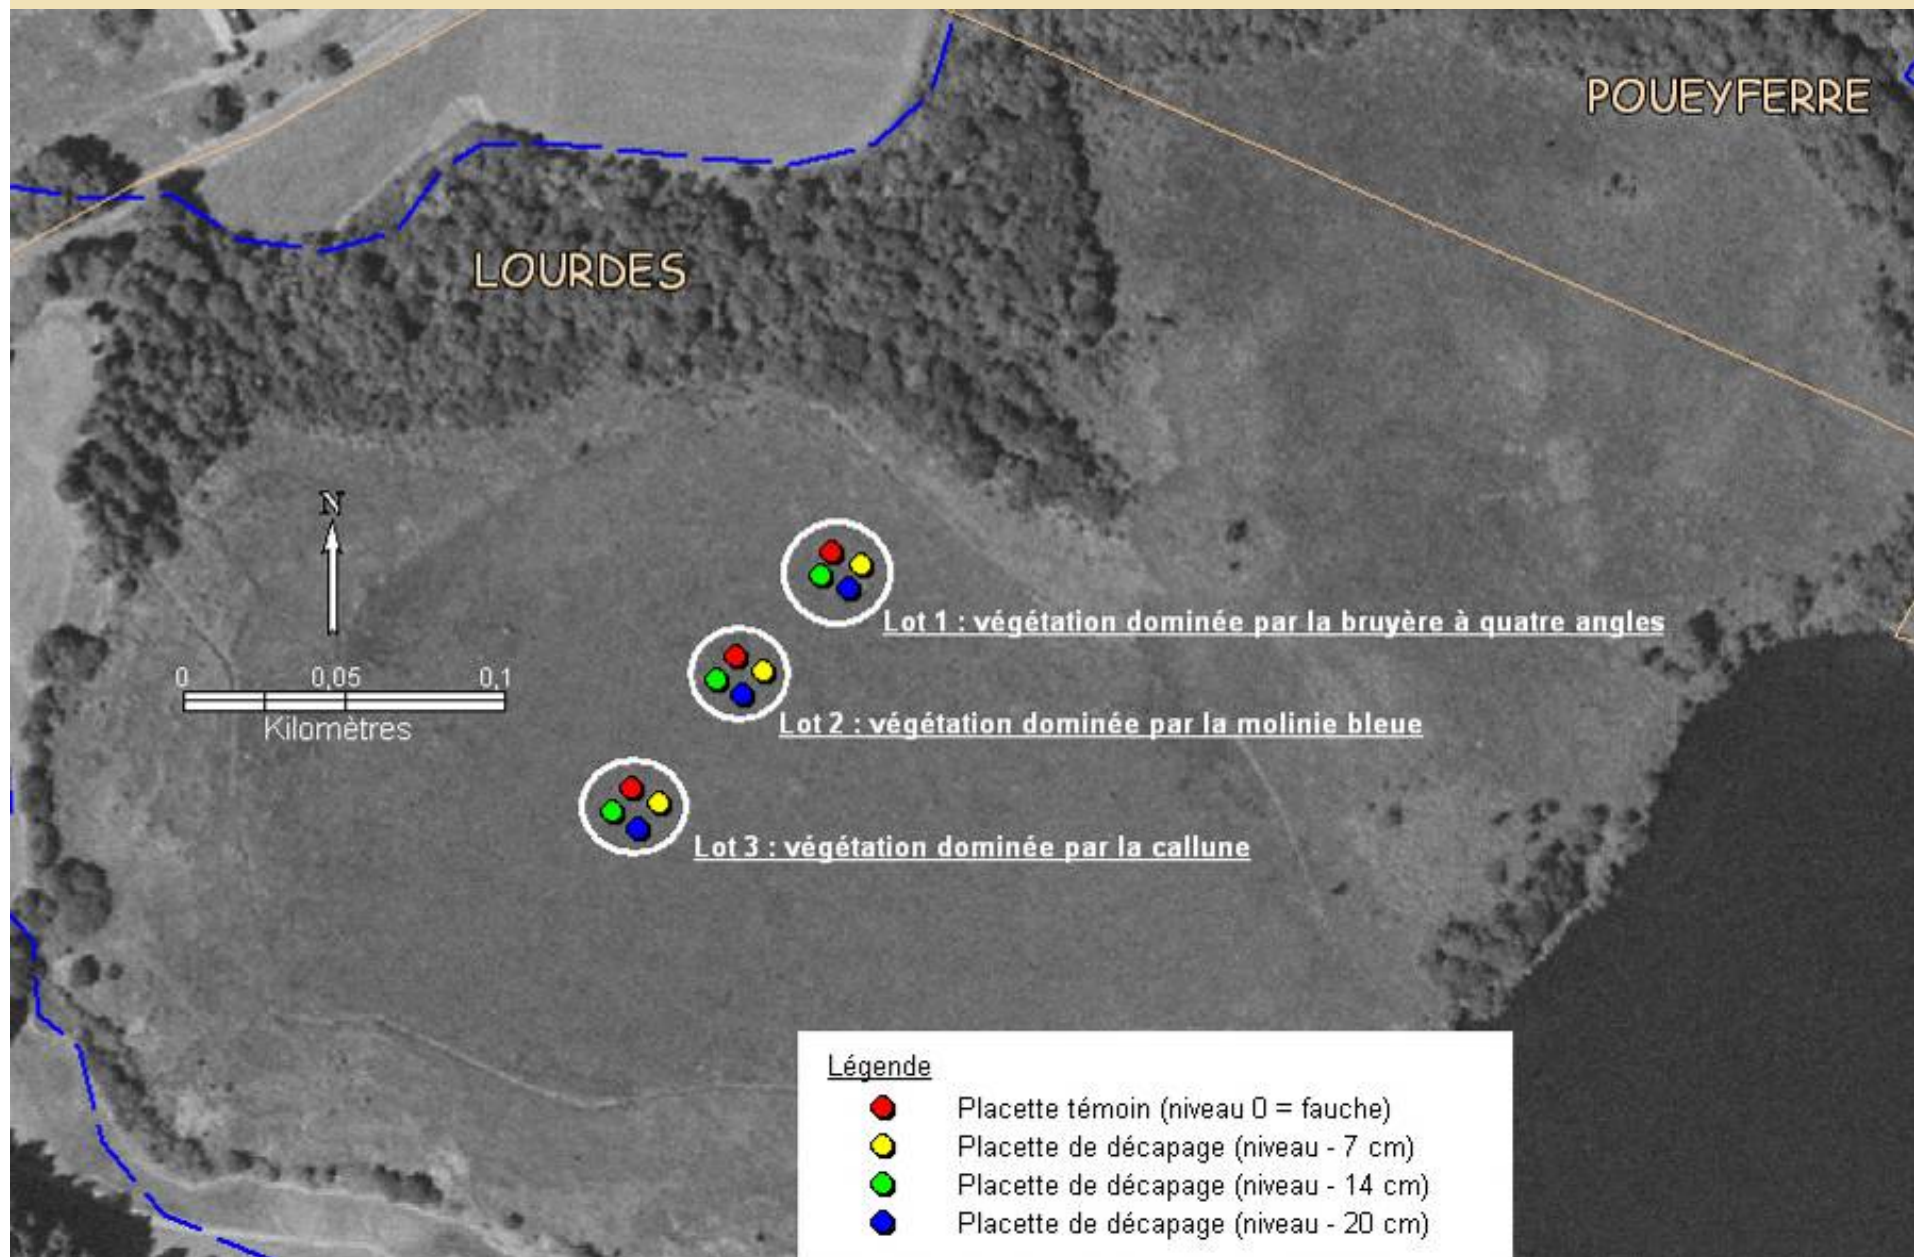 POUEYFERRE
LOURDES
N
0 0,05 0,1
Kilomètres
Lot 1 : végétation dominée par la bruyère à quatre angles
Lot 2 : végétation dominée par la molinie bleue
Lot 3 : végétation dominée par la callune
Légende
Placette témoin (niveau 0 = fauche)
Placette de décapage (niveau - 7 cm)
Placette de décapage (niveau - 14 cm)
Placette de décapage (niveau - 20 cm)